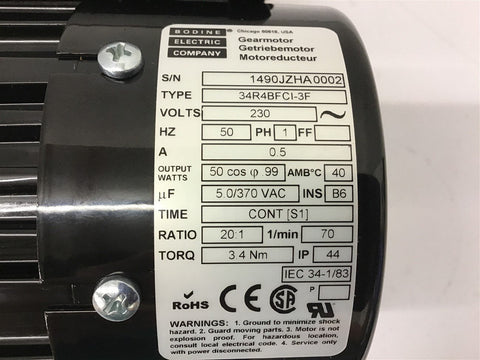 BODINE
ELECTRIC
COMPANY
Chicago 60618, USA
Gearmotor
Getriebemotor
Motoreducteur
S/N 1490JZHA0002
TYPE 34R4BFCI-3F
VOLTS 230 ~
HZ 50 PH 1 FF
A 0.5
OUTPUT WATTS 50 cos φ .99 AMB°C 40
µF 5.0/370 VAC INS B6
TIME CONT [S1]
RATIO 20:1 1/min 70
TORQ 3.4 Nm IP 44
IEC 34-1/83
P
RoHS CE SA RU
WARNINGS: 1. Ground to minimize shock
hazard. 2. Guard moving parts. 3. Motor is not
explosion proof. For hazardous location,
consult local electrical code. 4. Service only
with power disconnected.